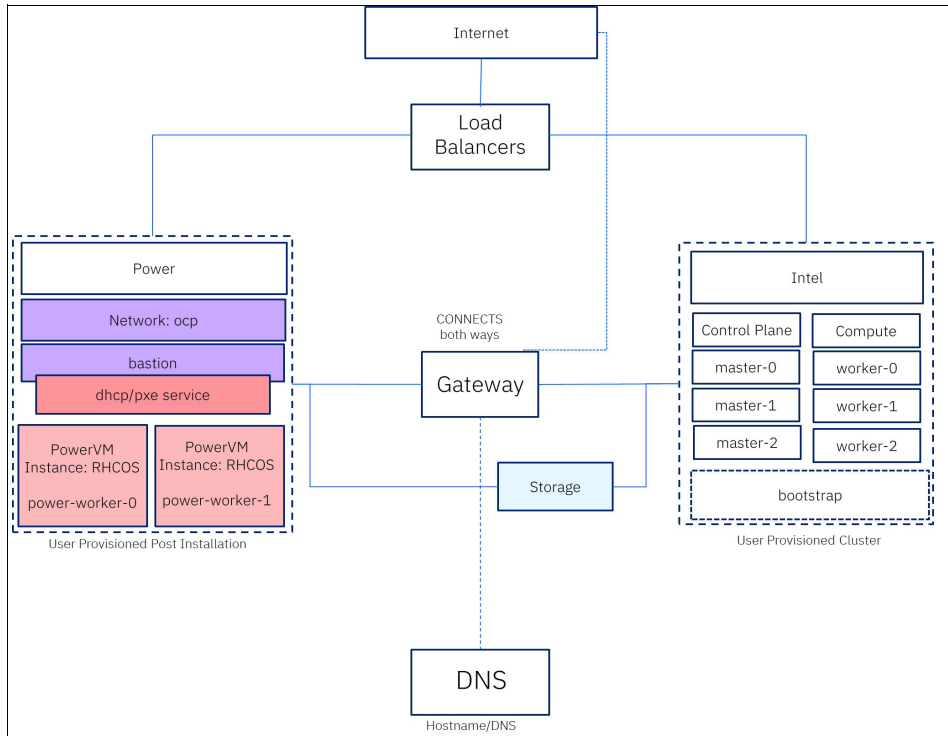 Internet
Load
Balancers
Power
Network: ocp
bastion
dhcp/pxe service
PowerVM
Instance: RHCOS
power-worker-0
PowerVM
Instance: RHCOS
power-worker-1
User Provisioned Post Installation
CONNECTS
both ways
Gateway
Storage
Intel
Control Plane
Compute
master-0
worker-0
master-1
worker-1
master-2
worker-2
bootstrap
User Provisioned Cluster
DNS
Hostname/DNS